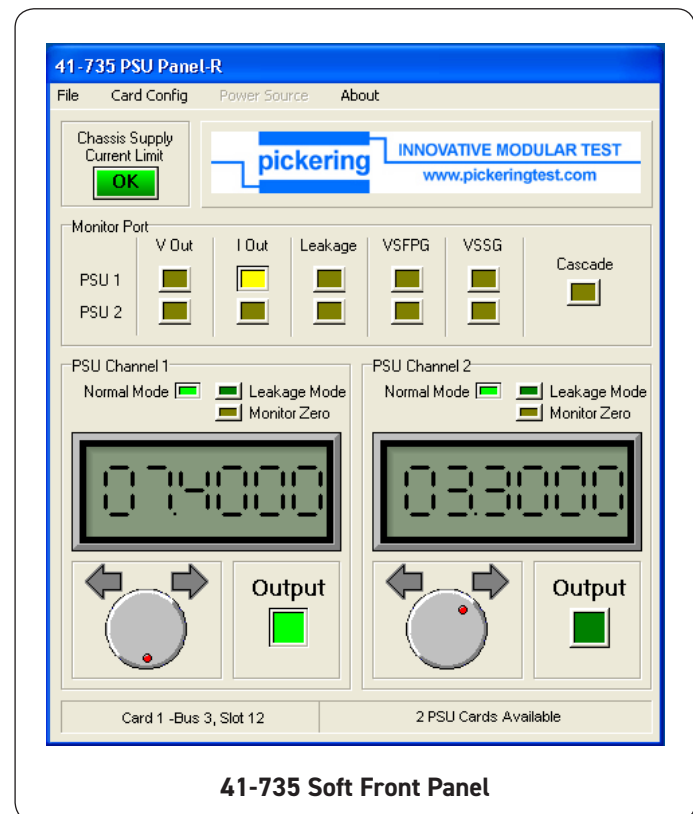 41-735 PSU Panel-R
File Card Config Power Source About
Chassis Supply
Current Limit
OK
pickering
INNOVATIVE MODULAR TEST
www.pickeringtest.com
Monitor Port
V Out I Out Leakage VSFPG VSSG
Cascade
PSU 1
PSU 2
PSU Channel 1
Normal Mode Leakage Mode
Monitor Zero
07.4000
Output
PSU Channel 2
Normal Mode Leakage Mode
Monitor Zero
03.3000
Output
Card 1 -Bus 3, Slot 12
2 PSU Cards Available
41-735 Soft Front Panel